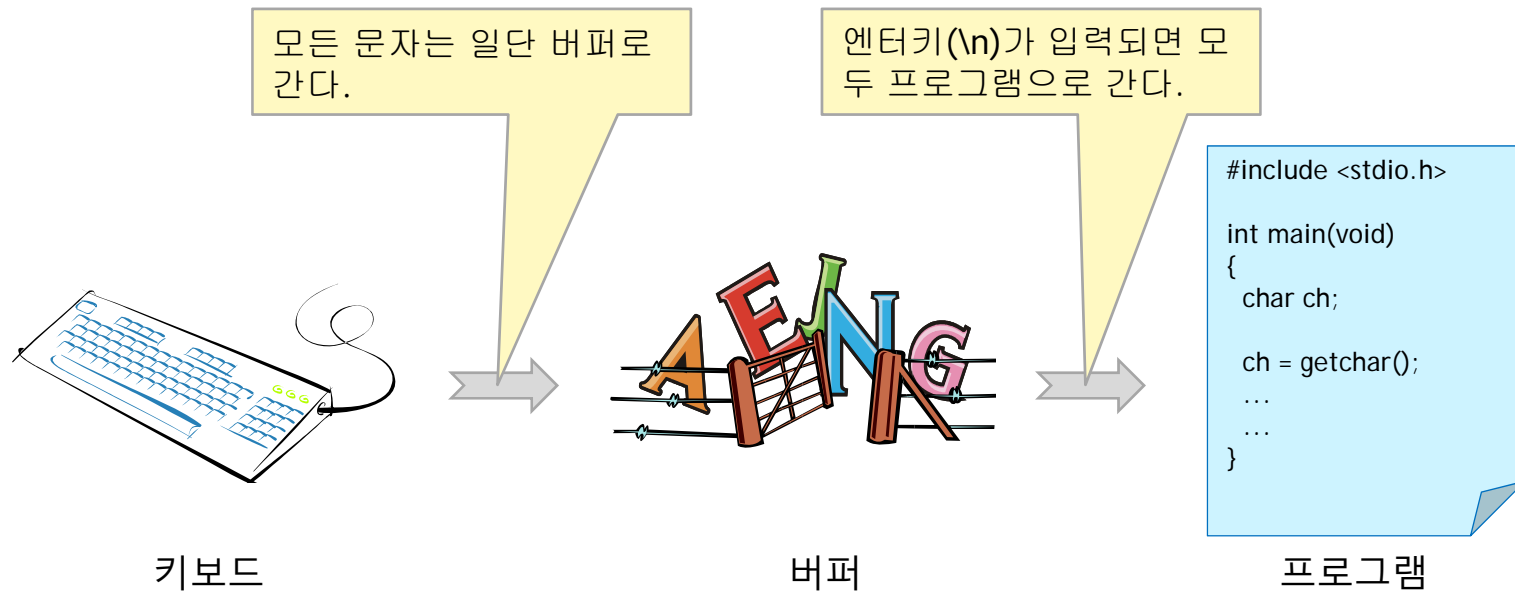 모든 문자는 일단 버퍼로
간다.
엔터키(\n)가 입력되면 모
두 프로그램으로 간다.
#include <stdio.h>
int main(void)
{
char ch;
ch = getchar();
...
...
}
A E J N G
키보드
버퍼
프로그램